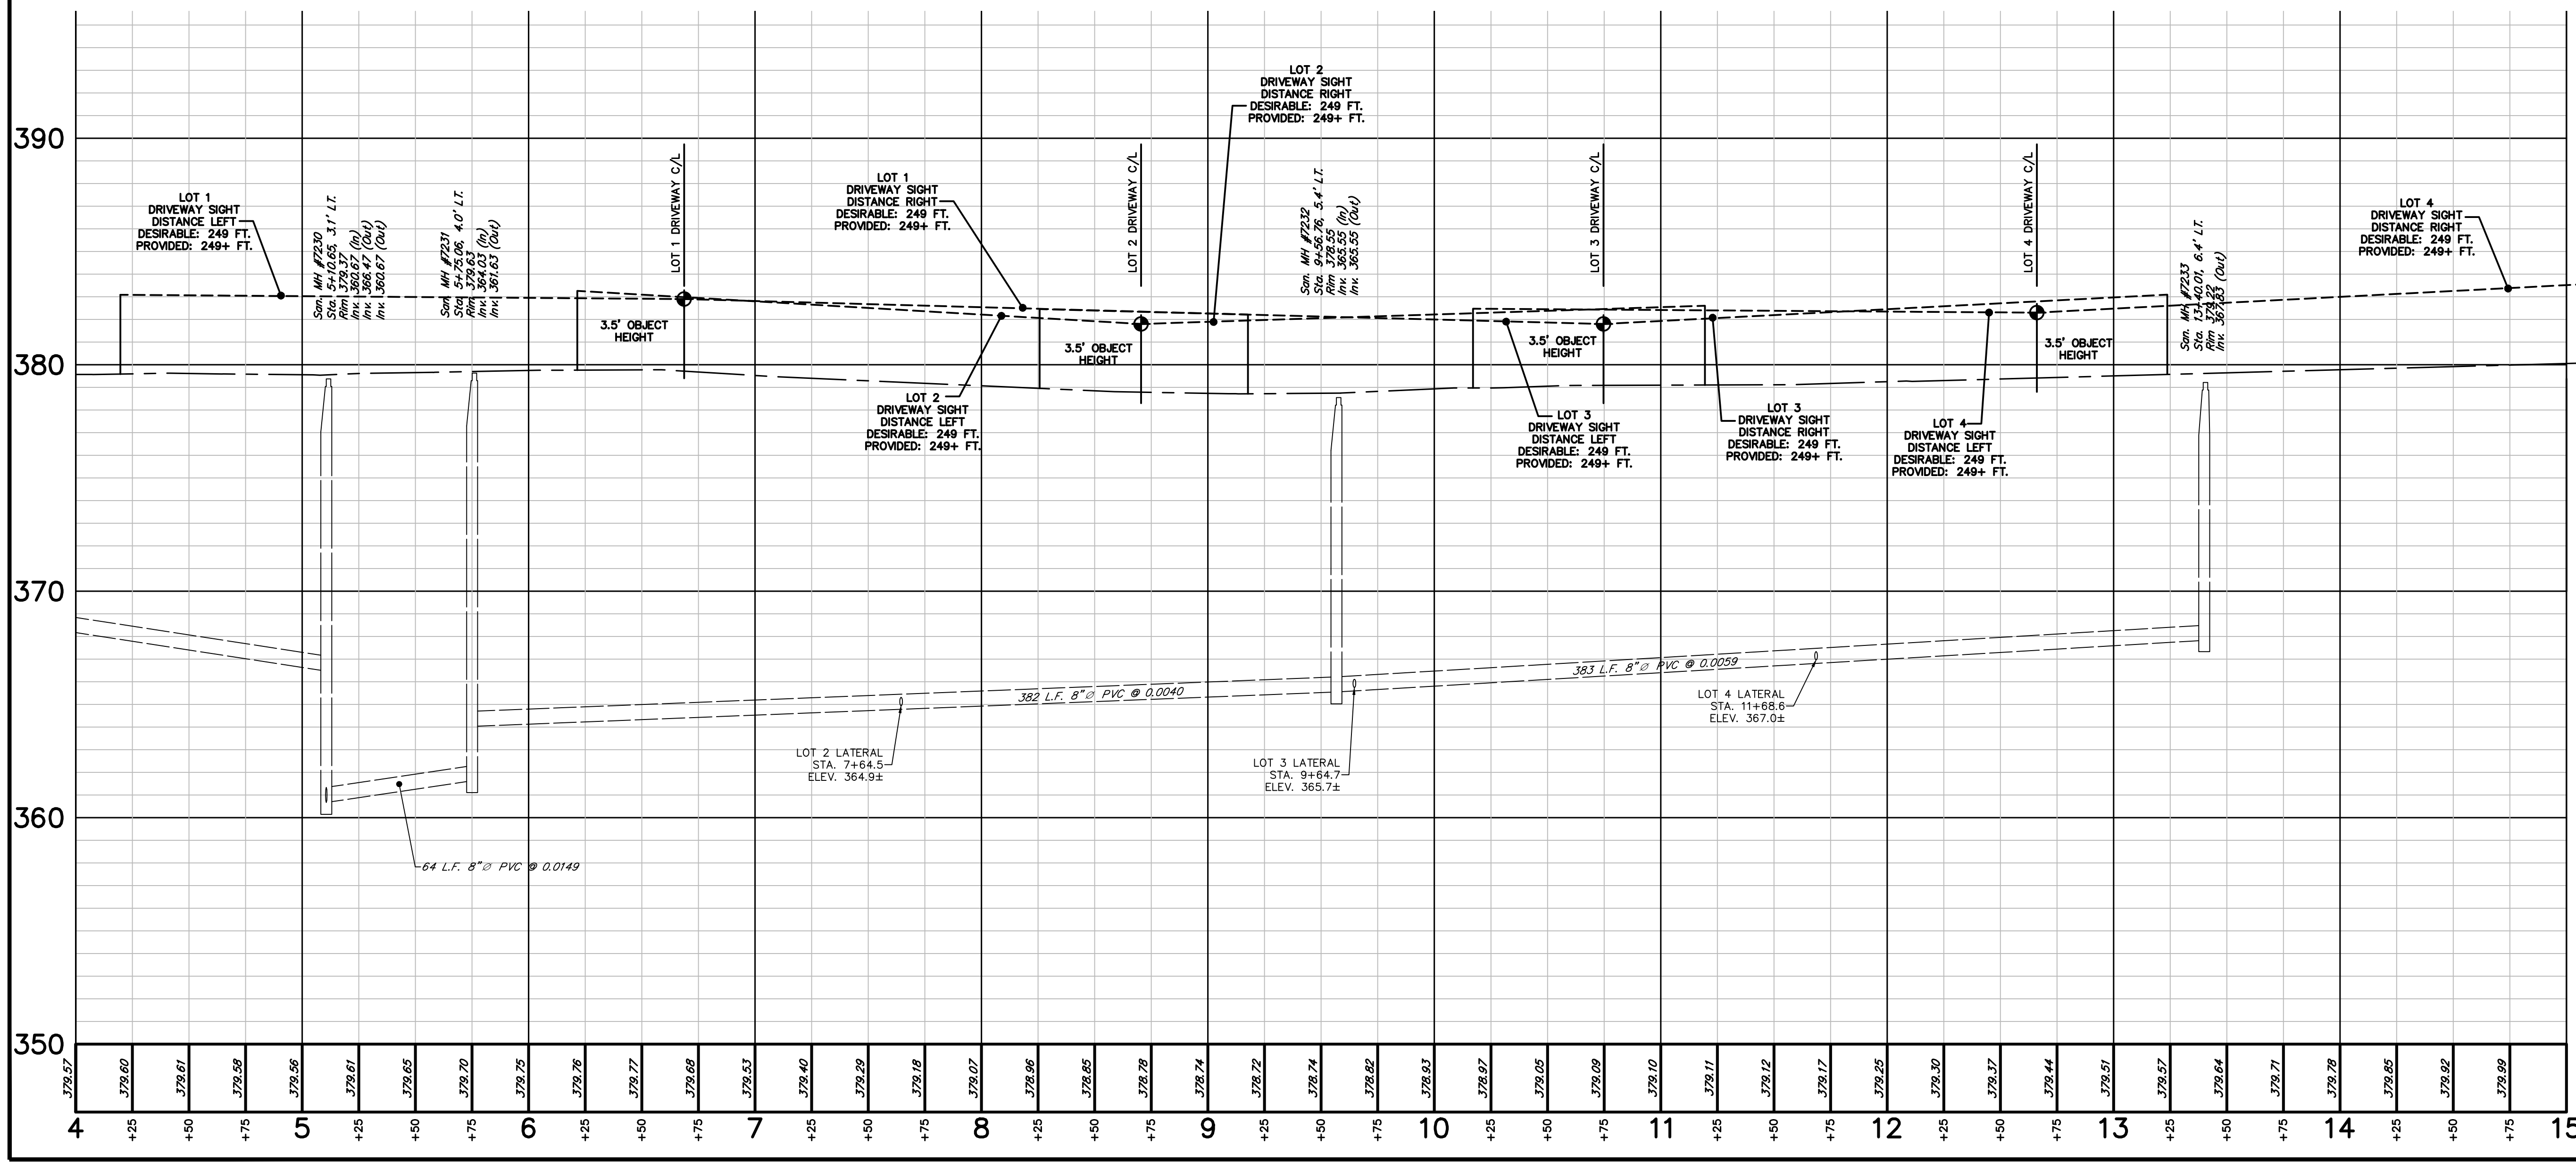 390
380
370
360
350
LOT 1
DRIVEWAY SIGHT
DISTANCE LEFT
DESIRABLE: 249 FT.
PROVIDED: 249+ FT.
San. MH #7230
Sta. 5+10.65, 3.1' LT.
Rim 379.37
Inv. 360.67 (In)
Inv. 366.47 (Out)
Inv. 360.67 (Out)
San. MH #7231
Sta. 5+75.06, 4.0' LT.
Rim 379.63
Inv. 364.03 (In)
Inv. 361.63 (Out)
3.5' OBJECT
HEIGHT
LOT 1 DRIVEWAY C/L
LOT 1
DRIVEWAY SIGHT
DISTANCE RIGHT
DESIRABLE: 249 FT.
PROVIDED: 249+ FT.
LOT 2
DRIVEWAY SIGHT
DISTANCE LEFT
DESIRABLE: 249 FT.
PROVIDED: 249+ FT.
3.5' OBJECT
HEIGHT
LOT 2 DRIVEWAY C/L
LOT 2
DRIVEWAY SIGHT
DISTANCE RIGHT
DESIRABLE: 249 FT.
PROVIDED: 249+ FT.
San. MH #7232
Sta. 9+56.76, 5.4' LT.
Rim 378.55
Inv. 365.55 (In)
Inv. 365.55 (Out)
3.5' OBJECT
HEIGHT
LOT 3 DRIVEWAY C/L
LOT 3
DRIVEWAY SIGHT
DISTANCE LEFT
DESIRABLE: 249 FT.
PROVIDED: 249+ FT.
LOT 3
DRIVEWAY SIGHT
DISTANCE RIGHT
DESIRABLE: 249 FT.
PROVIDED: 249+ FT.
LOT 4
DRIVEWAY SIGHT
DISTANCE LEFT
DESIRABLE: 249 FT.
PROVIDED: 249+ FT.
LOT 4 DRIVEWAY C/L
3.5' OBJECT
HEIGHT
San. MH #7233
Sta. 13+40.01, 6.4' LT.
Rim 379.22
Inv. 367.83 (Out)
LOT 4
DRIVEWAY SIGHT
DISTANCE RIGHT
DESIRABLE: 249 FT.
PROVIDED: 249+ FT.
64 L.F. 8"∅ PVC @ 0.0149
382 L.F. 8"∅ PVC @ 0.0040
383 L.F. 8"∅ PVC @ 0.0059
LOT 2 LATERAL
STA. 7+64.5
ELEV. 364.9±
LOT 3 LATERAL
STA. 9+64.7
ELEV. 365.7±
LOT 4 LATERAL
STA. 11+68.6
ELEV. 367.0±
379.57 379.60 379.61 379.58 379.56 379.61 379.65 379.70 379.75 379.76 379.77 379.68 379.53 379.40 379.29 379.18 379.07 378.96 378.85 378.78 378.74 378.72 378.74 378.82 378.93 378.97 379.05 379.09 379.10 379.11 379.12 379.17 379.25 379.30 379.37 379.44 379.51 379.57 379.64 379.71 379.78 379.85 379.92 379.99
4 +25 +50 +75 5 +25 +50 +75 6 +25 +50 +75 7 +25 +50 +75 8 +25 +50 +75 9 +25 +50 +75 10 +25 +50 +75 11 +25 +50 +75 12 +25 +50 +75 13 +25 +50 +75 14 +25 +50 +75 15